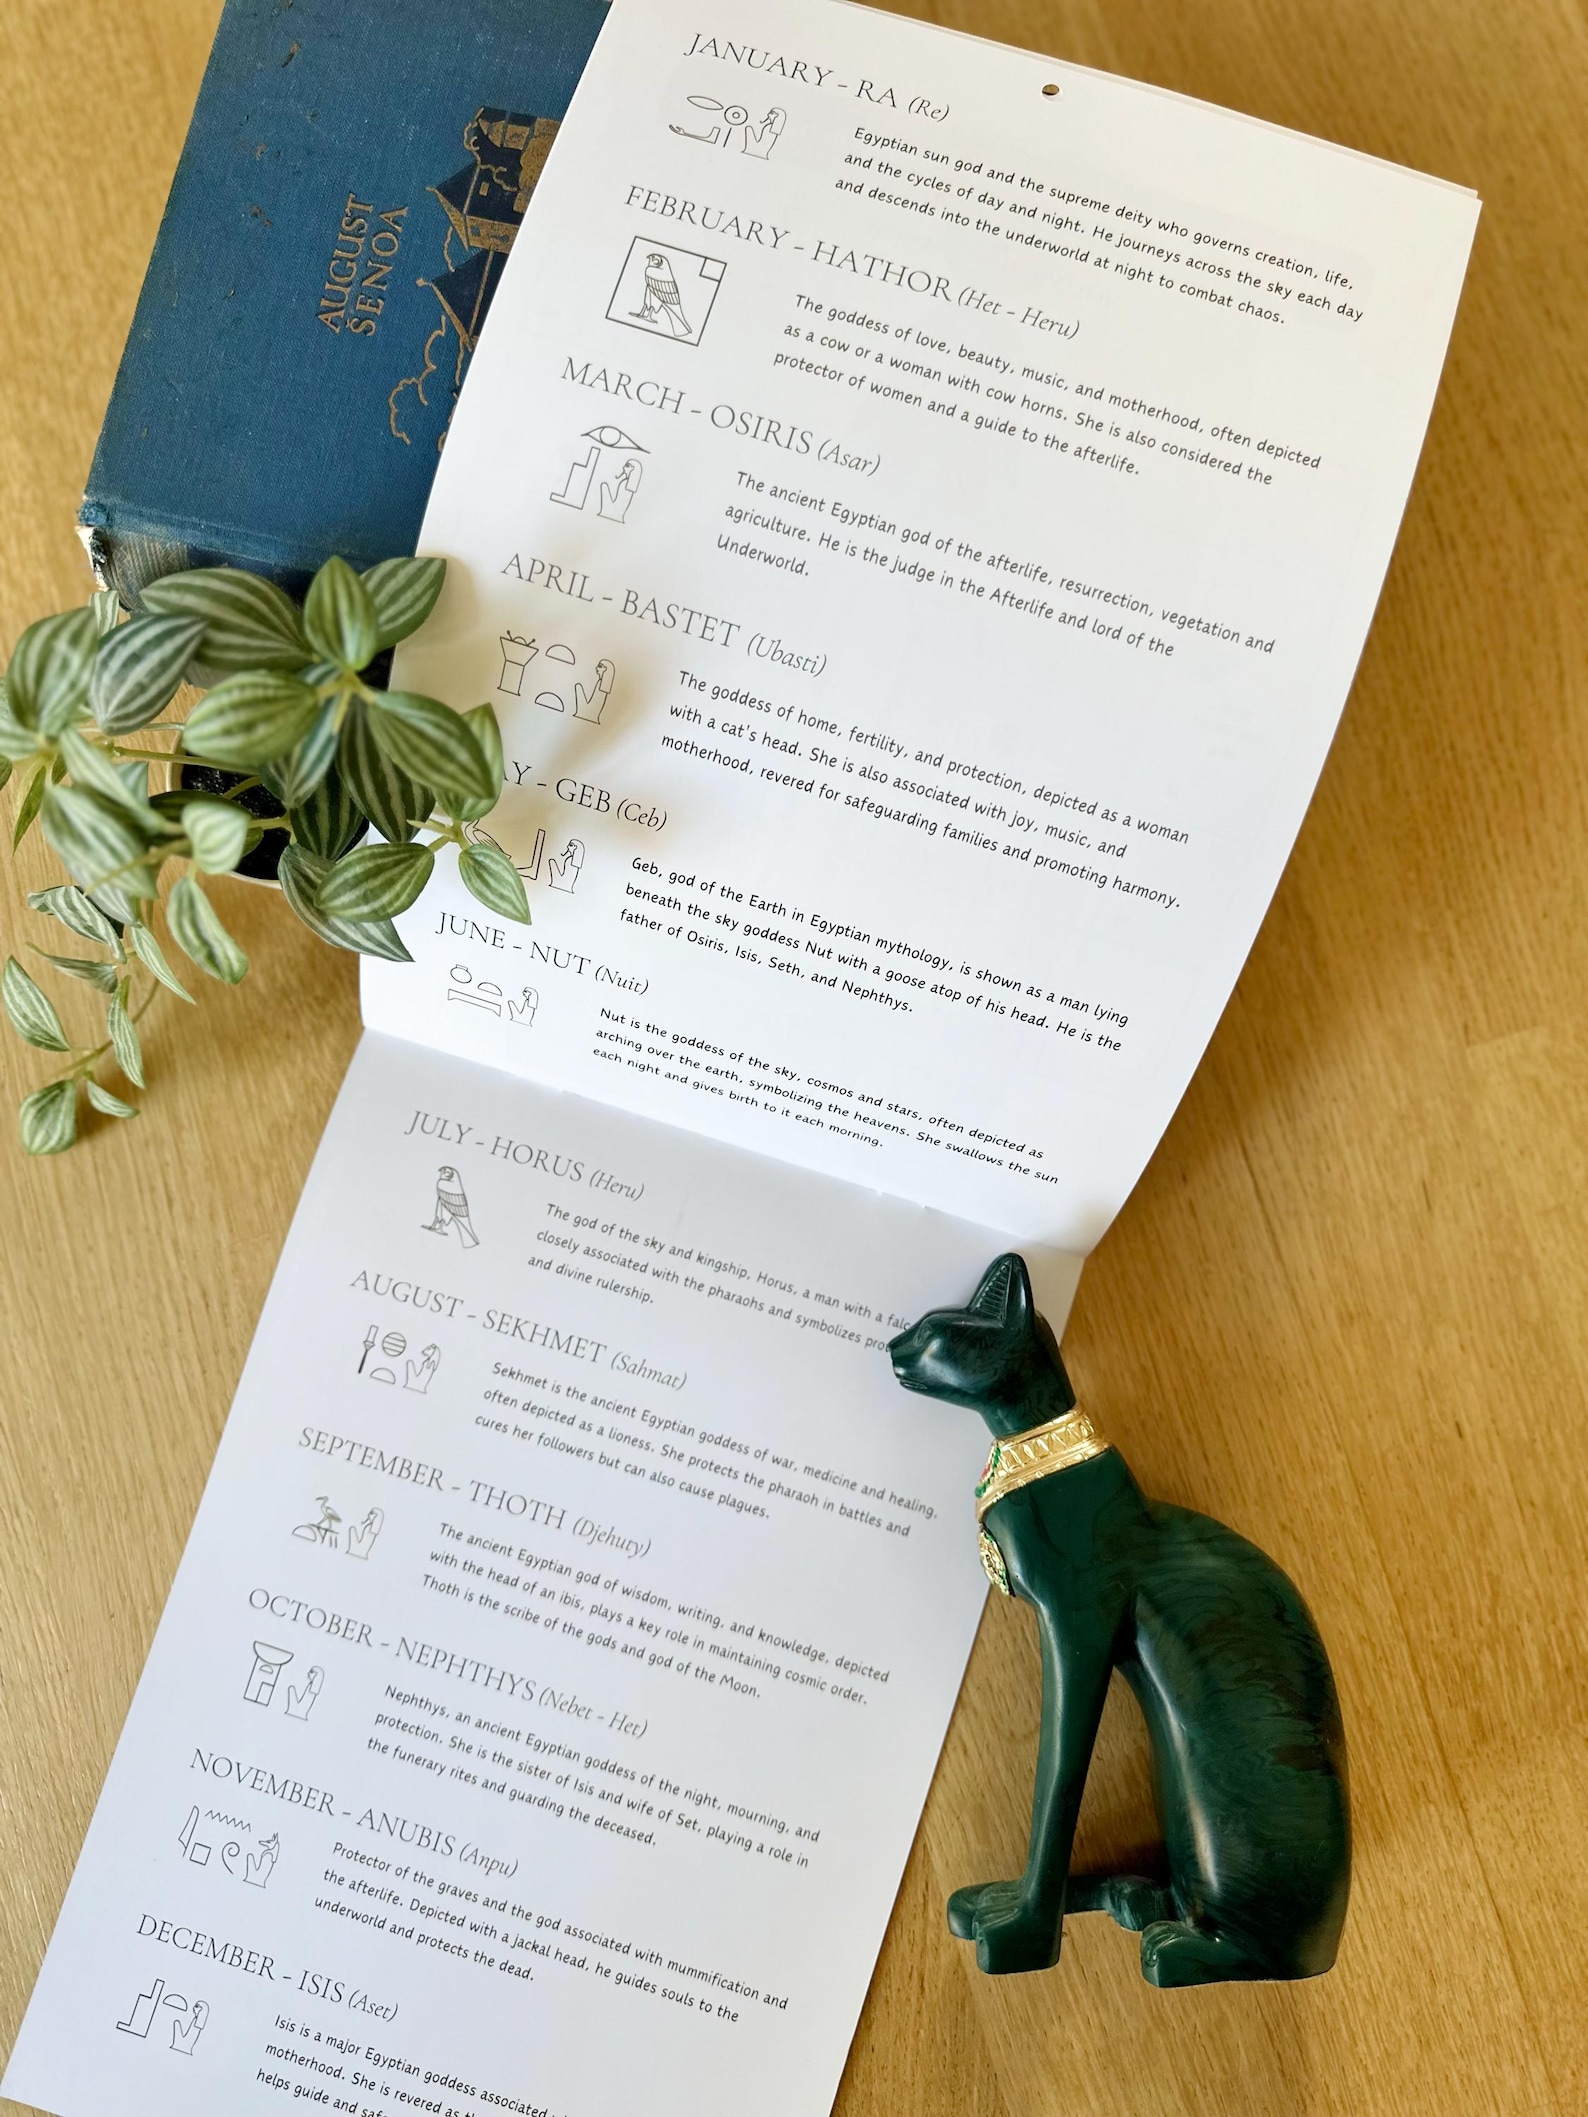 AUGUST
ŠENOA
JANUARY - RA (Re)
Egyptian sun god and the supreme deity who governs creation, life,
and the cycles of day and night. He journeys across the sky each day
and descends into the underworld at night to combat chaos.
FEBRUARY - HATHOR (Het - Heru)
The goddess of love, beauty, music, and motherhood, often depicted
as a cow or a woman with cow horns. She is also considered the
protector of women and a guide to the afterlife.
MARCH - OSIRIS (Asar)
The ancient Egyptian god of the afterlife, resurrection, vegetation and
agriculture. He is the judge in the Afterlife and lord of the
Underworld.
APRIL - BASTET (Ubasti)
The goddess of home, fertility, and protection, depicted as a woman
with a cat's head. She is also associated with joy, music, and
motherhood, revered for safeguarding families and promoting harmony.
AY - GEB (Ceb)
Geb, god of the Earth in Egyptian mythology, is shown as a man lying
beneath the sky goddess Nut with a goose atop of his head. He is the
father of Osiris, Isis, Seth, and Nephthys.
JUNE - NUT (Nuit)
Nut is the goddess of the sky, cosmos and stars, often depicted as
arching over the earth, symbolizing the heavens. She swallows the sun
each night and gives birth to it each morning.
JULY - HORUS (Heru)
The god of the sky and kingship, Horus, a man with a falc
closely associated with the pharaohs and symbolizes prot
and divine rulership.
AUGUST - SEKHMET (Sahmat)
Sekhmet is the ancient Egyptian goddess of war, medicine and healing,
often depicted as a lioness. She protects the pharaoh in battles and
cures her followers but can also cause plagues.
SEPTEMBER - THOTH (Djehuty)
The ancient Egyptian god of wisdom, writing, and knowledge, depicted
with the head of an ibis, plays a key role in maintaining cosmic order.
Thoth is the scribe of the gods and god of the Moon.
OCTOBER - NEPHTHYS (Nebet - Het)
Nephthys, an ancient Egyptian goddess of the night, mourning, and
protection. She is the sister of Isis and wife of Set, playing a role in
the funerary rites and guarding the deceased.
NOVEMBER - ANUBIS (Anpu)
Protector of the graves and the god associated with mummification and
the afterlife. Depicted with a jackal head, he guides souls to the
underworld and protects the dead.
DECEMBER - ISIS (Aset)
Isis is a major Egyptian goddess associated
motherhood. She is revered as
helps guide and